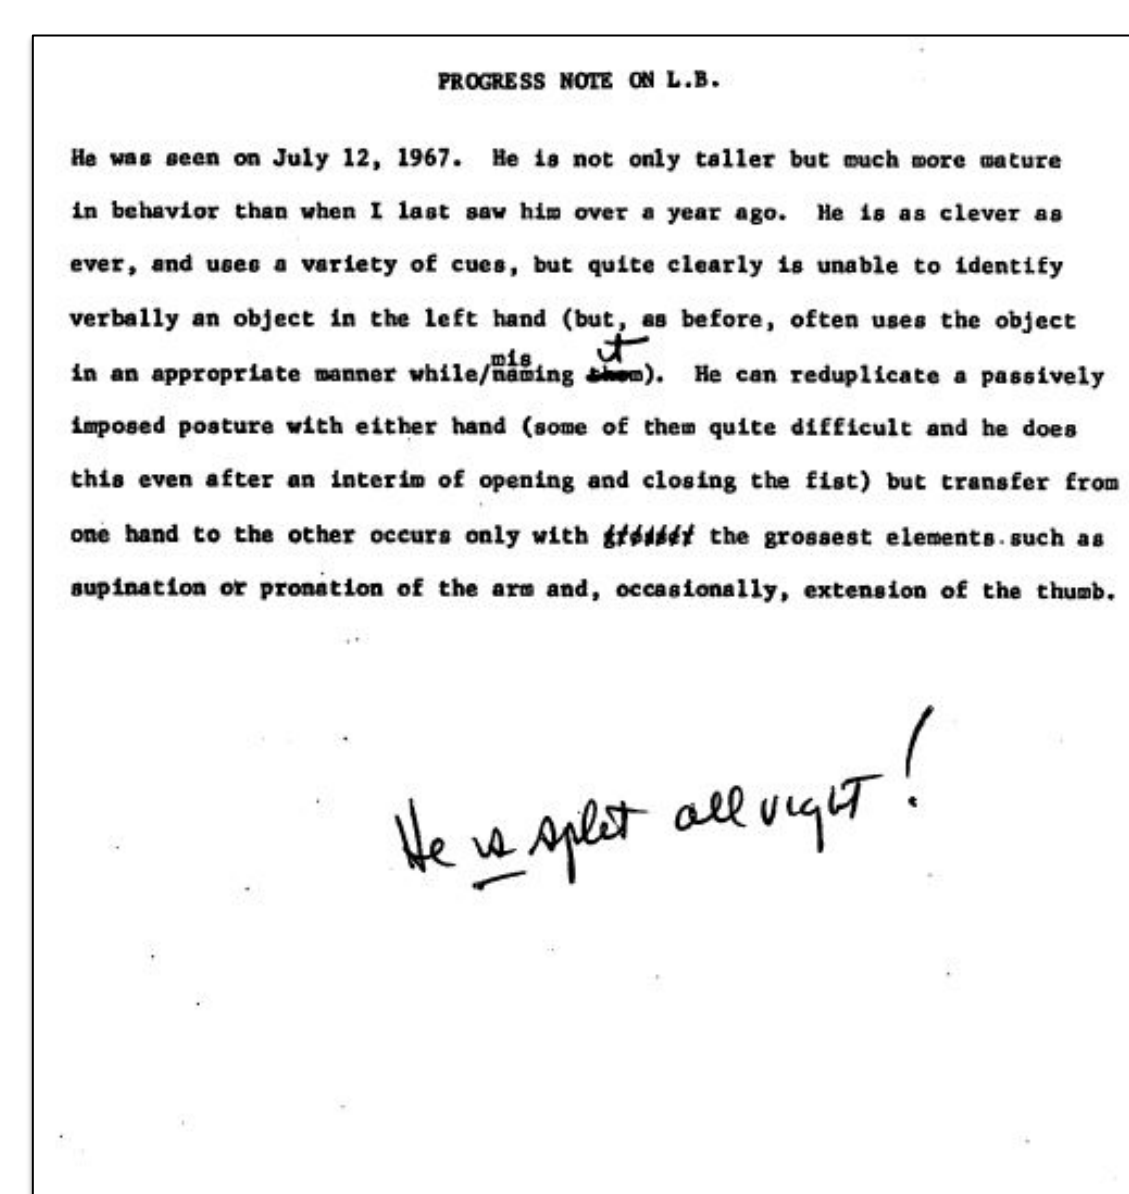 PROGRESS NOTE ON L.B.
He was seen on July 12, 1967. He is not only taller but much more mature
in behavior than when I last saw him over a year ago. He is as clever as
ever, and uses a variety of cues, but quite clearly is unable to identify
verbally an object in the left hand (but, as before, often uses the object
in an appropriate manner while/misnaming it). He can reduplicate a passively
imposed posture with either hand (some of them quite difficult and he does
this even after an interim of opening and closing the fist) but transfer from
one hand to the other occurs only with the grossest elements such as
supination or pronation of the arm and, occasionally, extension of the thumb.
He is split all right!